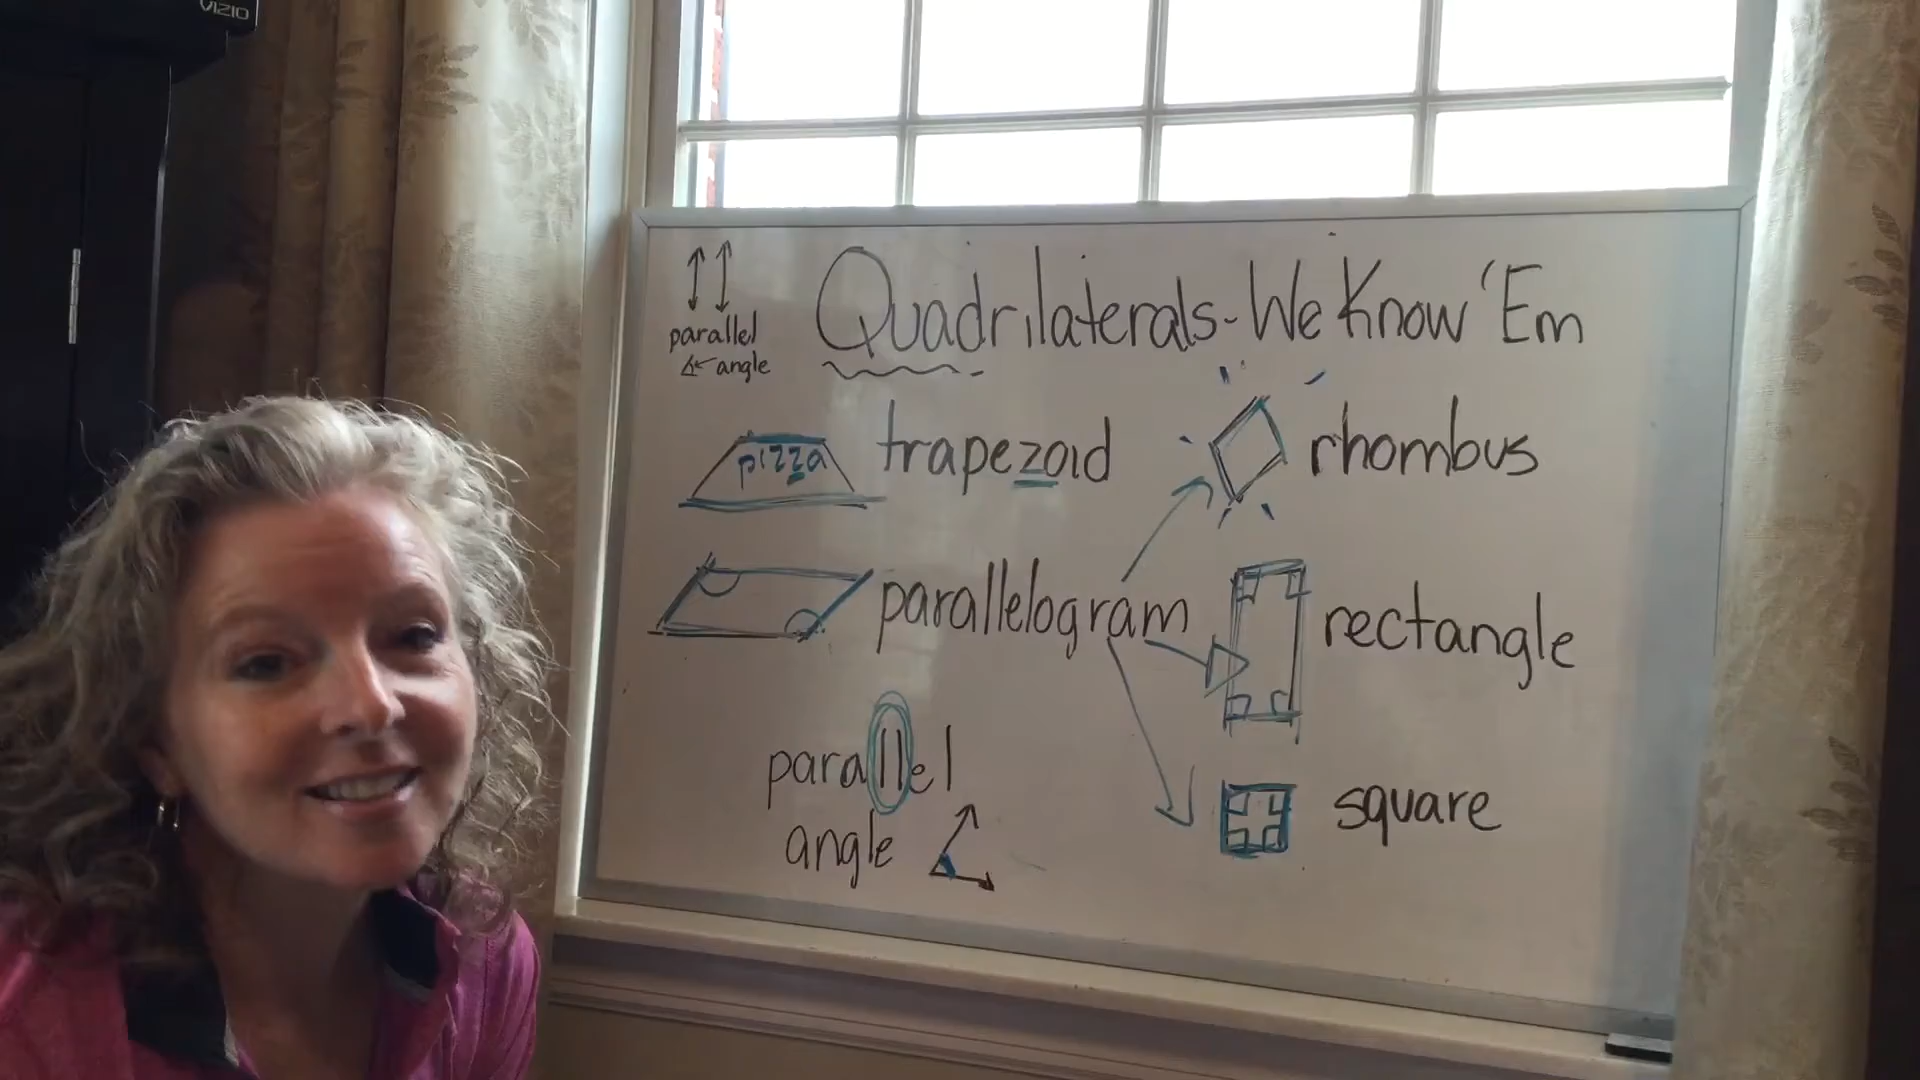 VIZIO
Quadrilaterals - We Know 'Em
parallel
angle
pizza
trapezoid
rhombus
parallelogram
rectangle
parallel
angle
square